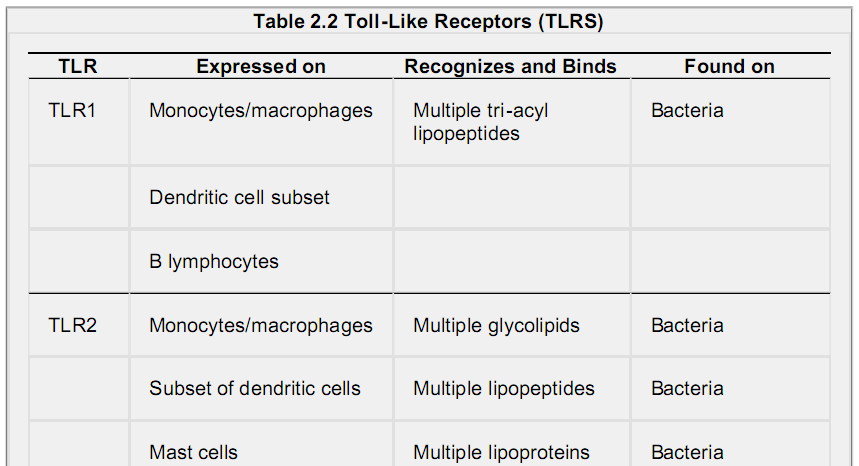 Table 2.2 Toll-Like Receptors (TLRS)
TLR Expressed on Recognizes and Binds Found on
TLR1 Monocytes/macrophages Multiple tri-acyl lipopeptides Bacteria
Dendritic cell subset
B lymphocytes
TLR2 Monocytes/macrophages Multiple glycolipids Bacteria
Subset of dendritic cells Multiple lipopeptides Bacteria
Mast cells Multiple lipoproteins Bacteria